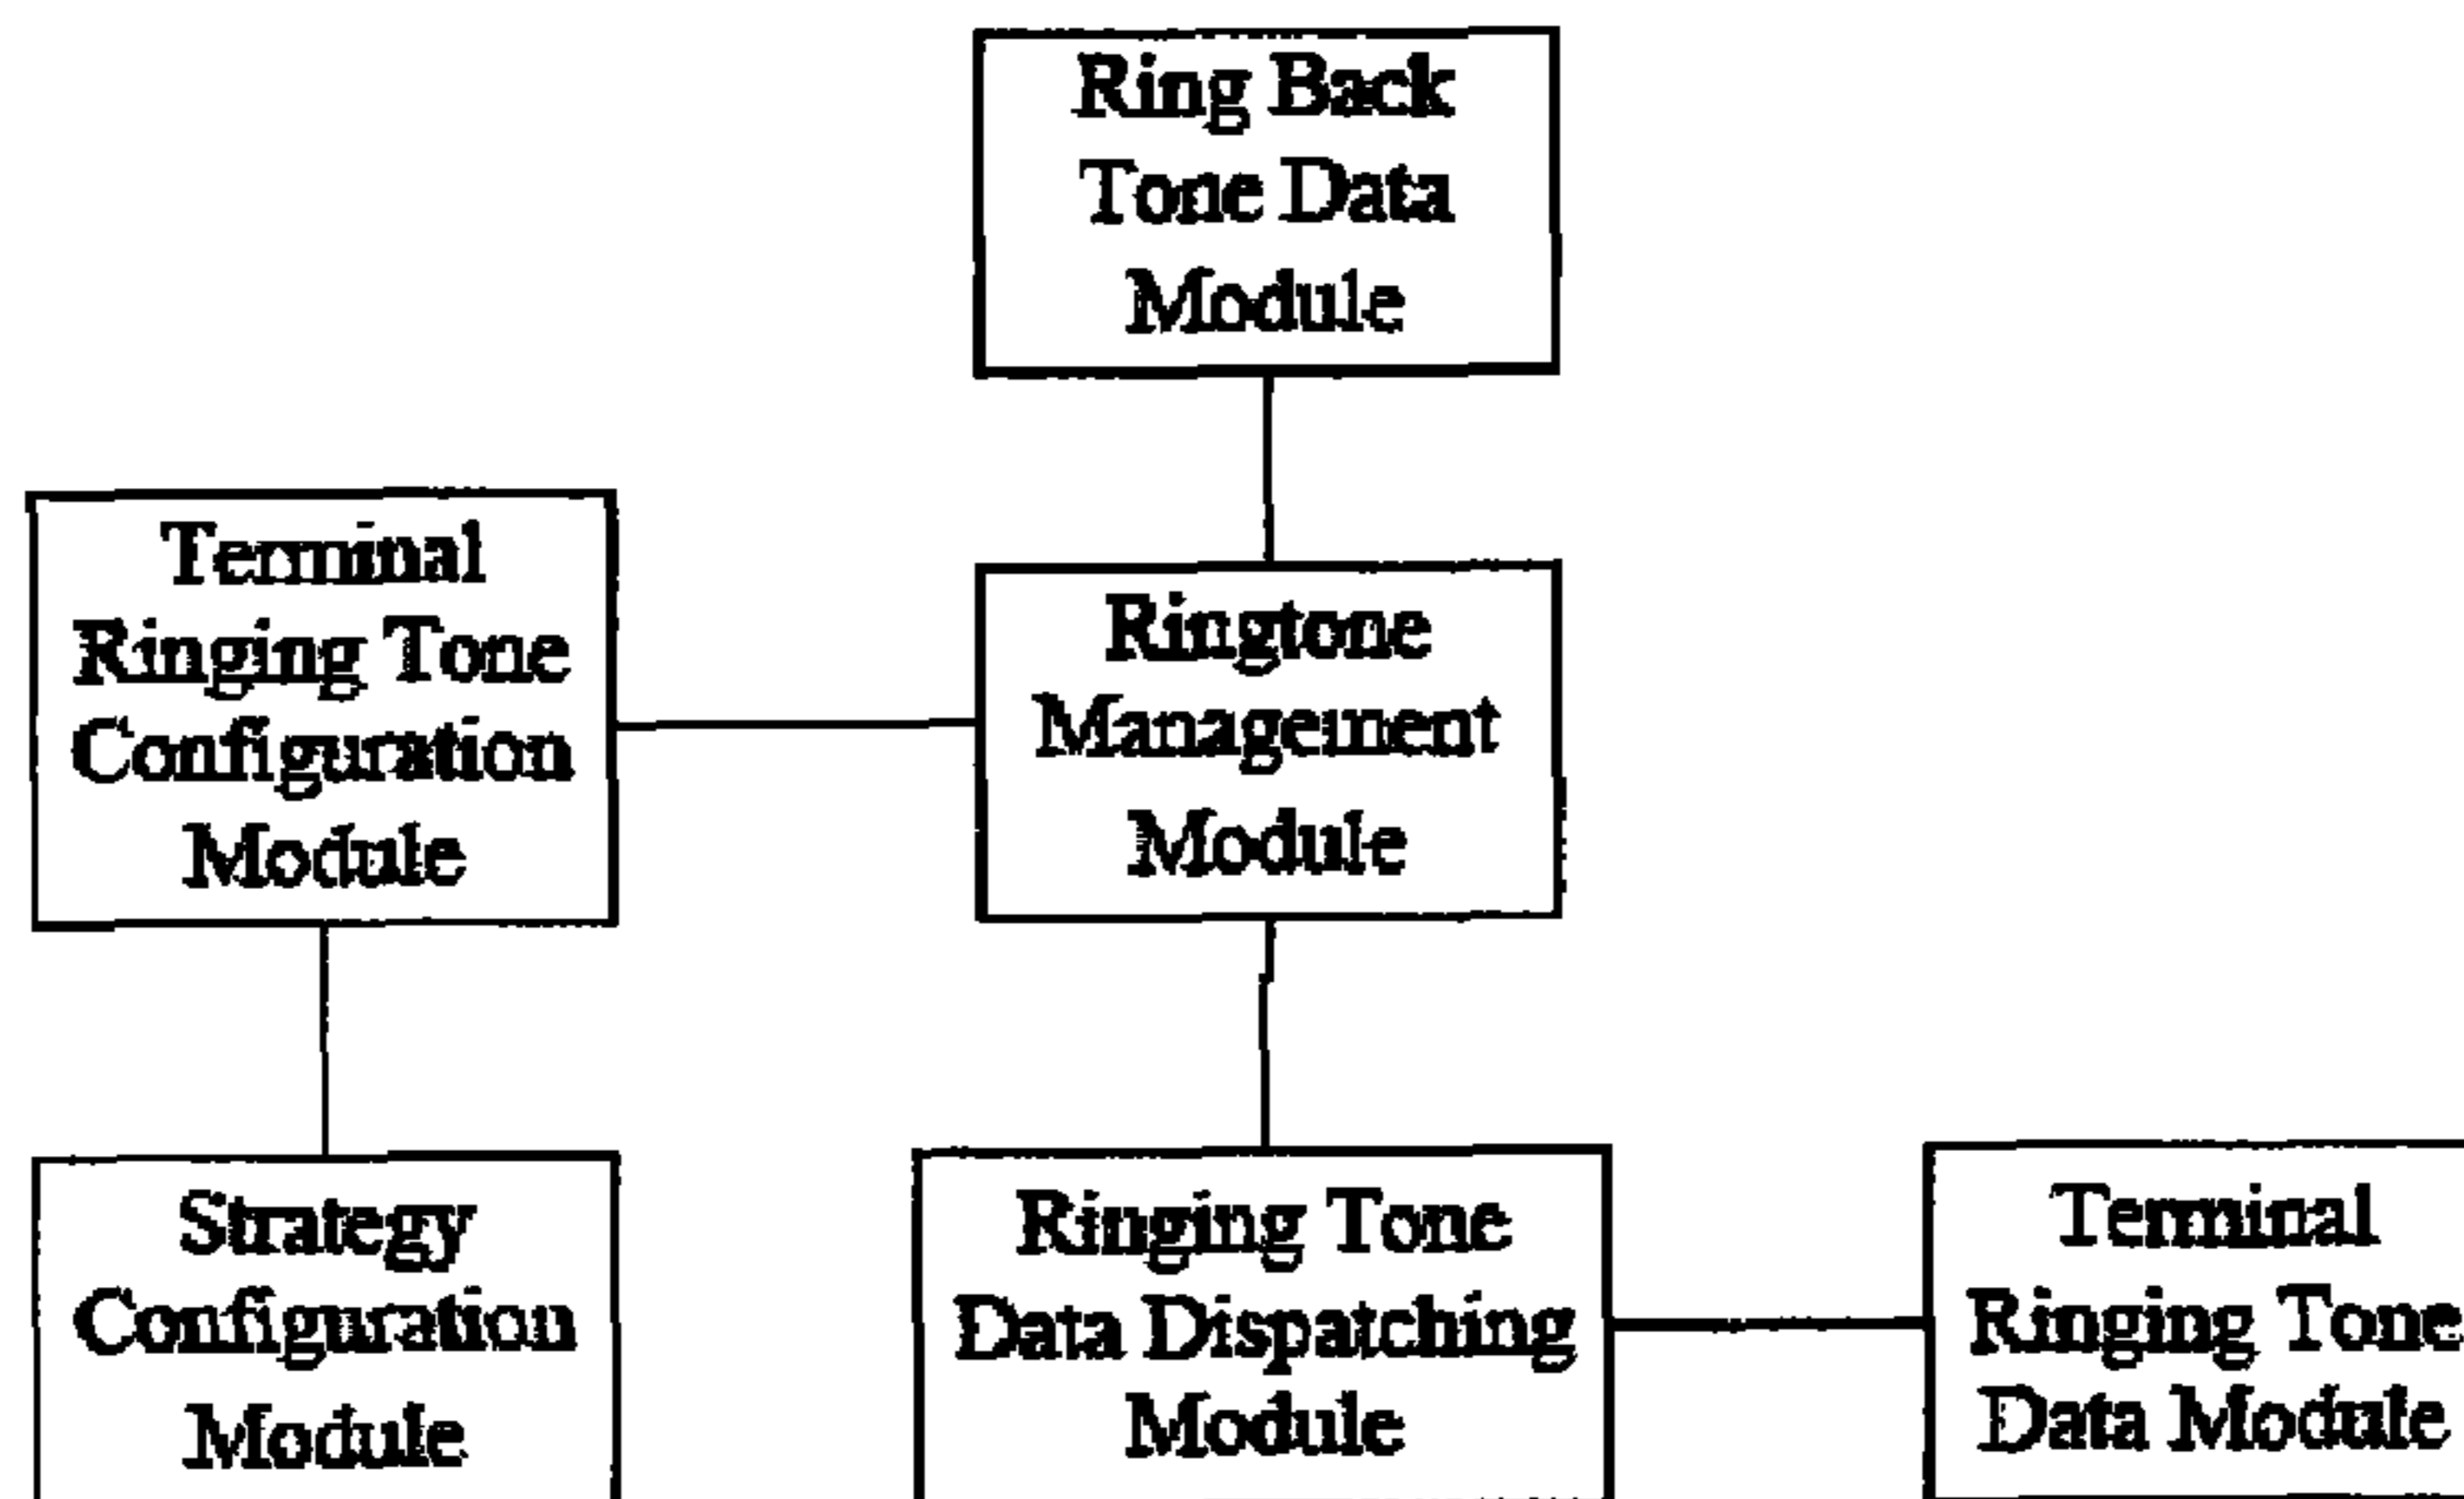 Ring Back
Tone Data
Module
Terminal
Ringing Tone
Configuration
Module
Ringtone
Management
Module
Strategy
Configuration
Module
Ringing Tone
Data Dispatching
Module
Terminal
Ringing Tone
Data Module